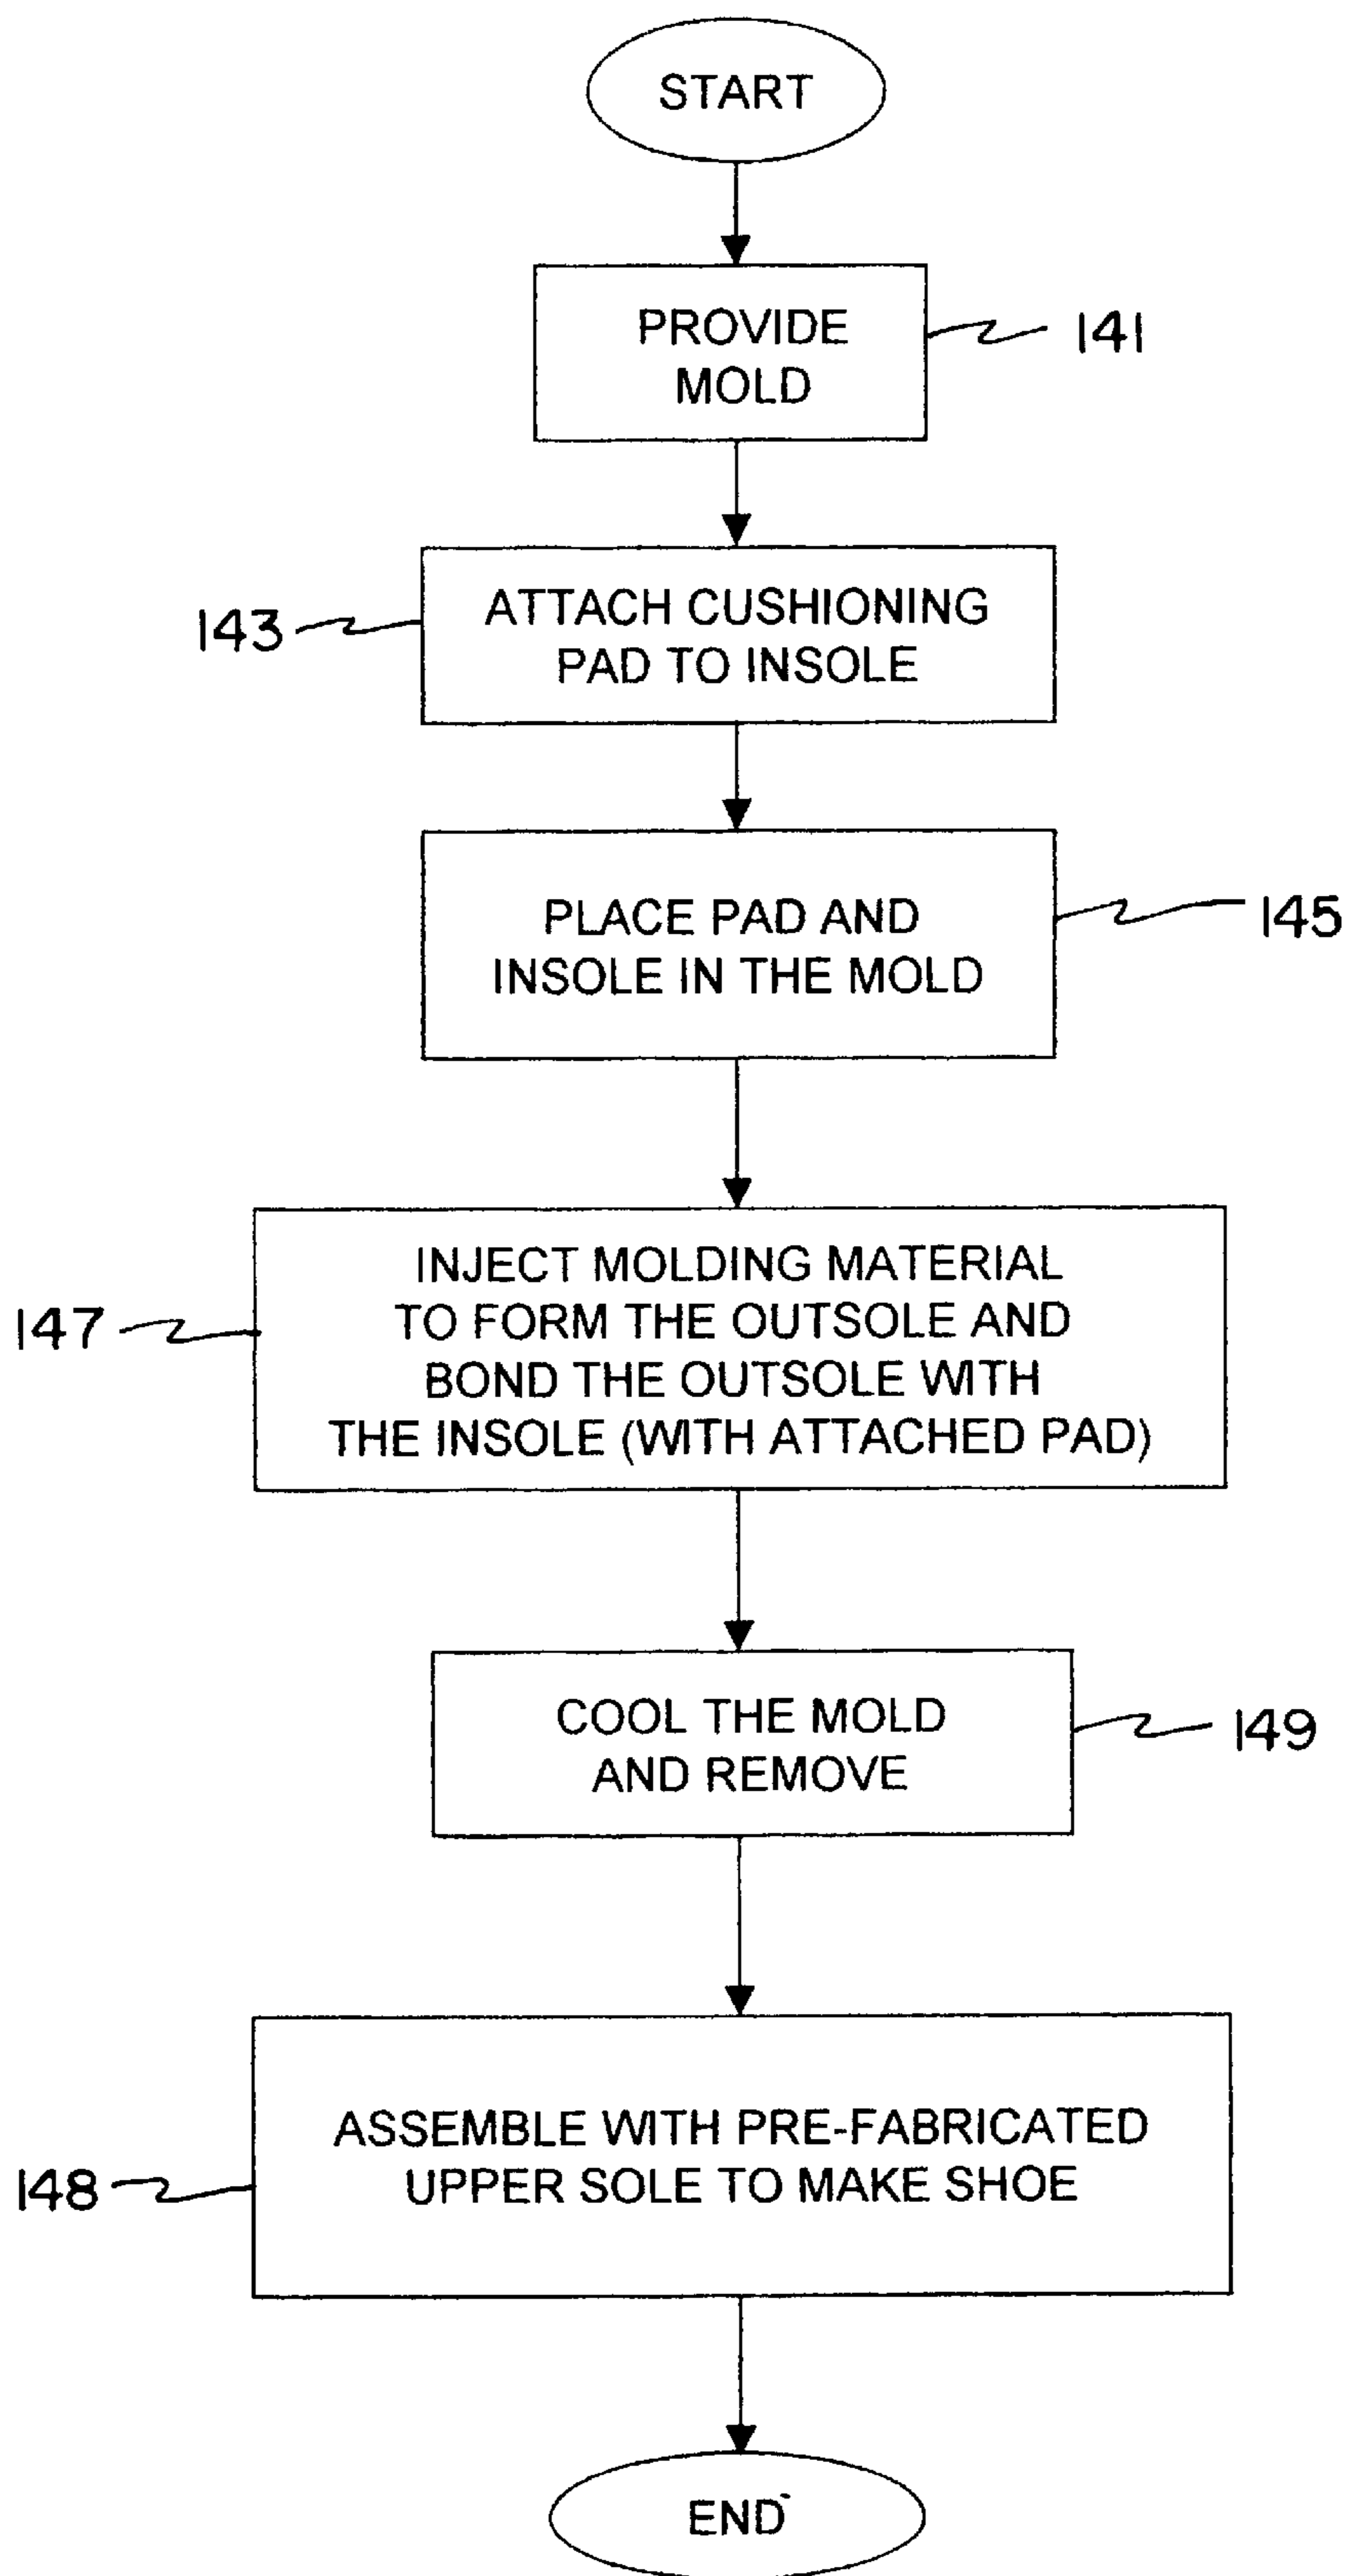 START
PROVIDE
MOLD
141
ATTACH CUSHIONING
PAD TO INSOLE
143
PLACE PAD AND
INSOLE IN THE MOLD
145
INJECT MOLDING MATERIAL
TO FORM THE OUTSOLE AND
BOND THE OUTSOLE WITH
THE INSOLE (WITH ATTACHED PAD)
147
COOL THE MOLD
AND REMOVE
149
ASSEMBLE WITH PRE-FABRICATED
UPPER SOLE TO MAKE SHOE
148
END